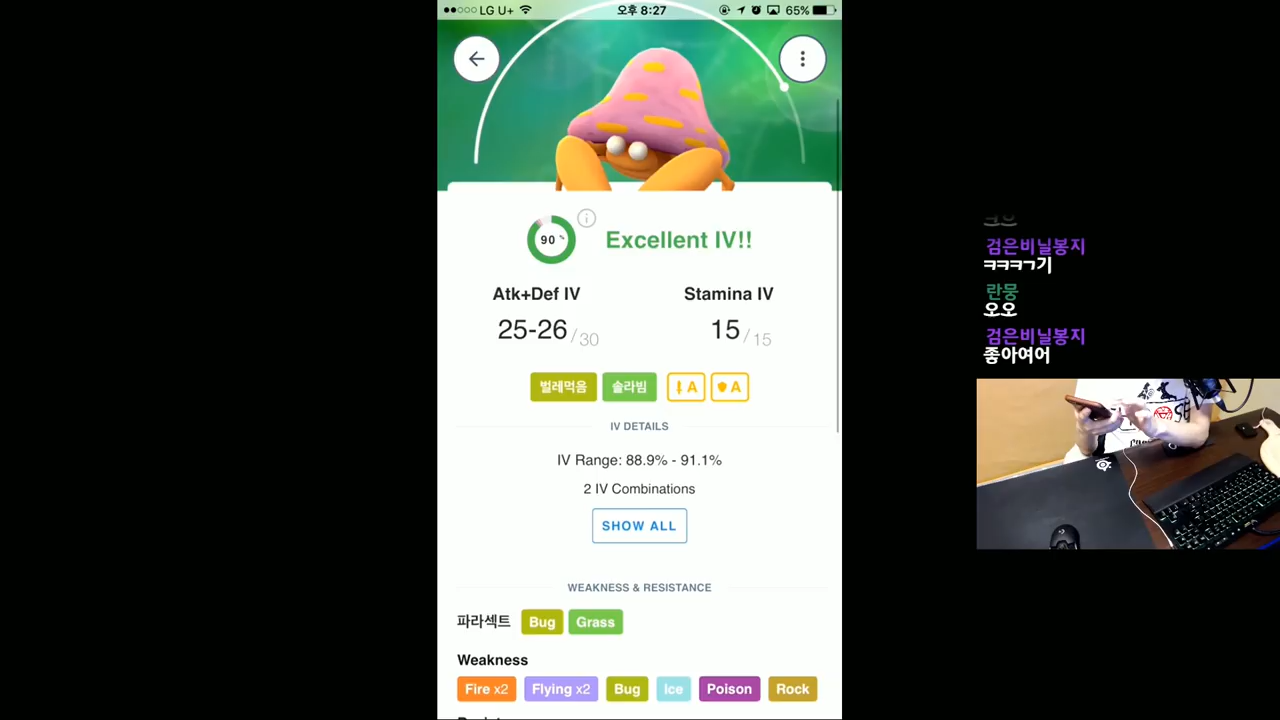 LG U+
오후 8:27
65%
90 %
Excellent IV!!
Atk+Def IV
Stamina IV
25-26 / 30
15 / 15
벌레먹음
솔라빔
A
A
IV DETAILS
IV Range: 88.9% - 91.1%
2 IV Combinations
SHOW ALL
WEAKNESS & RESISTANCE
파라섹트
Bug
Grass
Weakness
Fire x2
Flying x2
Bug
Ice
Poison
Rock
검은비닐봉지
ㅋㅋㅋㄱ기
란뭉
오오
검은비닐봉지
좋아여어